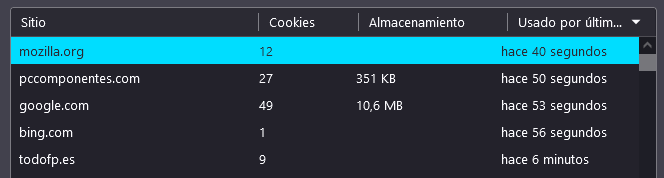 Sitio Cookies Almacenamiento Usado por últim...
mozilla.org 12 hace 40 segundos
pccomponentes.com 27 351 KB hace 50 segundos
google.com 49 10,6 MB hace 53 segundos
bing.com 1 hace 56 segundos
todofp.es 9 hace 6 minutos